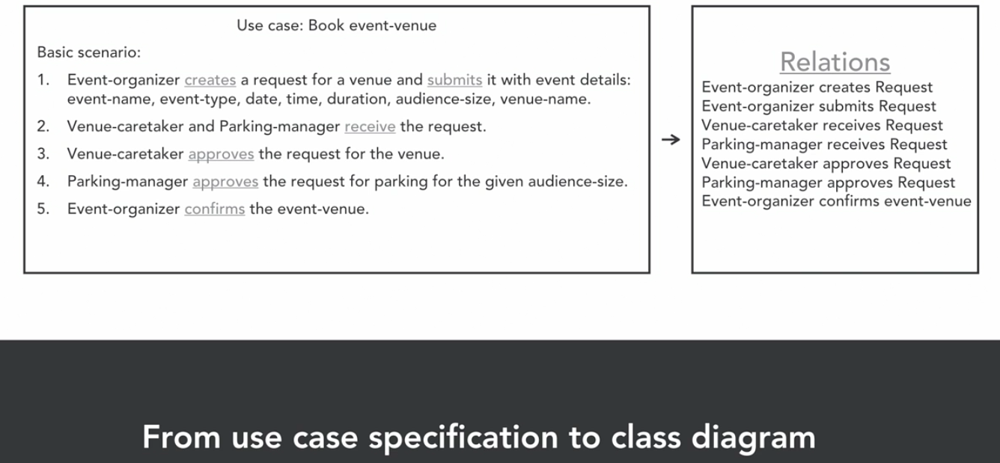 Use case: Book event-venue
Basic scenario:
1. Event-organizer creates a request for a venue and submits it with event details:
event-name, event-type, date, time, duration, audience-size, venue-name.
2. Venue-caretaker and Parking-manager receive the request.
3. Venue-caretaker approves the request for the venue.
4. Parking-manager approves the request for parking for the given audience-size.
5. Event-organizer confirms the event-venue.
Relations
Event-organizer creates Request
Event-organizer submits Request
Venue-caretaker receives Request
Parking-manager receives Request
Venue-caretaker approves Request
Parking-manager approves Request
Event-organizer confirms event-venue
From use case specification to class diagram